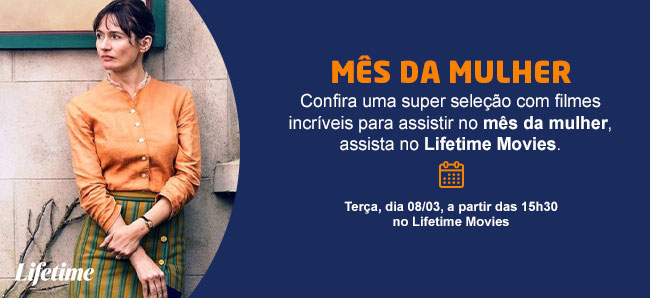 MÊS DA MULHER
Confira uma super seleção com filmes
incríveis para assistir no mês da mulher,
assista no Lifetime Movies.
Terça, dia 08/03, a partir das 15h30
no Lifetime Movies
Lifetime